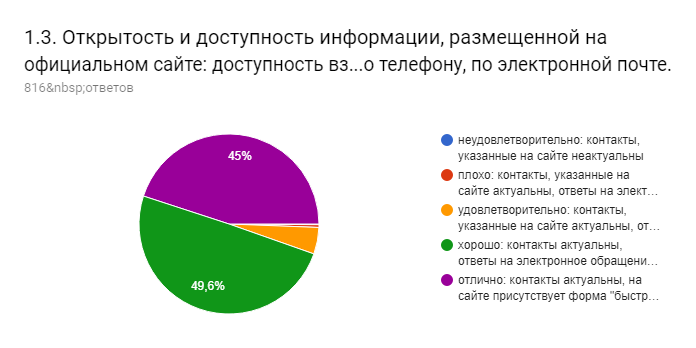 1.3. Открытость и доступность информации, размещенной на
официальном сайте: доступность вз...о телефону, по электронной почте.
816&nbsp;ответов
45%
49,6%
неудовлетворительно: контакты,
указанные на сайте неактуальны
плохо: контакты, указанные на
сайте актуальны, ответы на элект…
удовлетворительно: контакты,
указанные на сайте актуальны, от…
хорошо: контакты актуальны,
ответы на электронное обращени…
отлично: контакты актуальны, на
сайте присутствует форма "быстр…